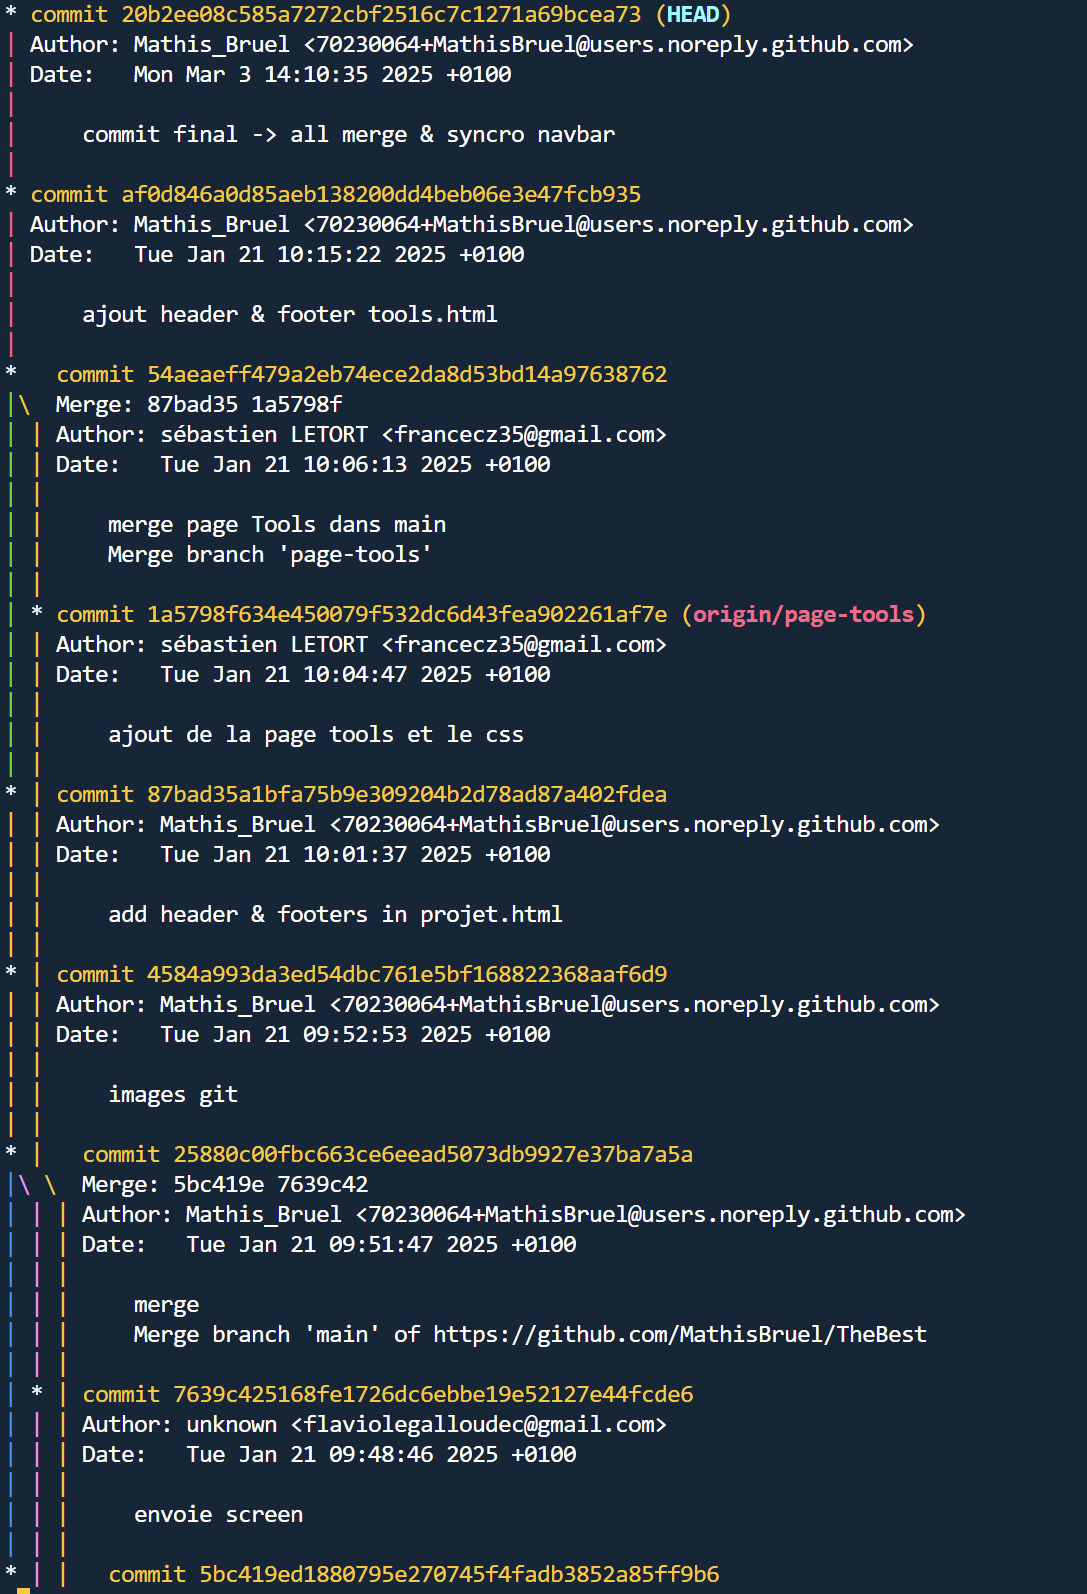 * commit 20b2ee08c585a7272cbf2516c7c1271a69bcea73 (HEAD)
| Author: Mathis_Bruel <70230064+MathisBruel@users.noreply.github.com>
| Date:   Mon Mar 3 14:10:35 2025 +0100
|
|     commit final -> all merge & syncro navbar
|
* commit af0d846a0d85aeb138200dd4beb06e3e47fcb935
| Author: Mathis_Bruel <70230064+MathisBruel@users.noreply.github.com>
| Date:   Tue Jan 21 10:15:22 2025 +0100
|
|     ajout header & footer tools.html
|
*   commit 54aeaeff479a2eb74ece2da8d53bd14a97638762
|\  Merge: 87bad35 1a5798f
| | Author: sébastien LETORT <francecz35@gmail.com>
| | Date:   Tue Jan 21 10:06:13 2025 +0100
| |
| |     merge page Tools dans main
| |     Merge branch 'page-tools'
| |
| * commit 1a5798f634e450079f532dc6d43fea902261af7e (origin/page-tools)
| | Author: sébastien LETORT <francecz35@gmail.com>
| | Date:   Tue Jan 21 10:04:47 2025 +0100
| |
| |     ajout de la page tools et le css
| |
* | commit 87bad35a1bfa75b9e309204b2d78ad87a402fdea
| | Author: Mathis_Bruel <70230064+MathisBruel@users.noreply.github.com>
| | Date:   Tue Jan 21 10:01:37 2025 +0100
| |
| |     add header & footers in projet.html
| |
* | commit 4584a993da3ed54dbc761e5bf168822368aaf6d9
| | Author: Mathis_Bruel <70230064+MathisBruel@users.noreply.github.com>
| | Date:   Tue Jan 21 09:52:53 2025 +0100
| |
| |     images git
| |
* |   commit 25880c00fbc663ce6eead5073db9927e37ba7a5a
|\ \  Merge: 5bc419e 7639c42
| | | Author: Mathis_Bruel <70230064+MathisBruel@users.noreply.github.com>
| | | Date:   Tue Jan 21 09:51:47 2025 +0100
| | |
| | |     merge
| | |     Merge branch 'main' of https://github.com/MathisBruel/TheBest
| | |
| * | commit 7639c425168fe1726dc6ebbe19e52127e44fcde6
| | | Author: unknown <flaviolegalloudec@gmail.com>
| | | Date:   Tue Jan 21 09:48:46 2025 +0100
| | |
| | |     envoie screen
| | |
* | |   commit 5bc419ed1880795e270745f4fadb3852a85ff9b6